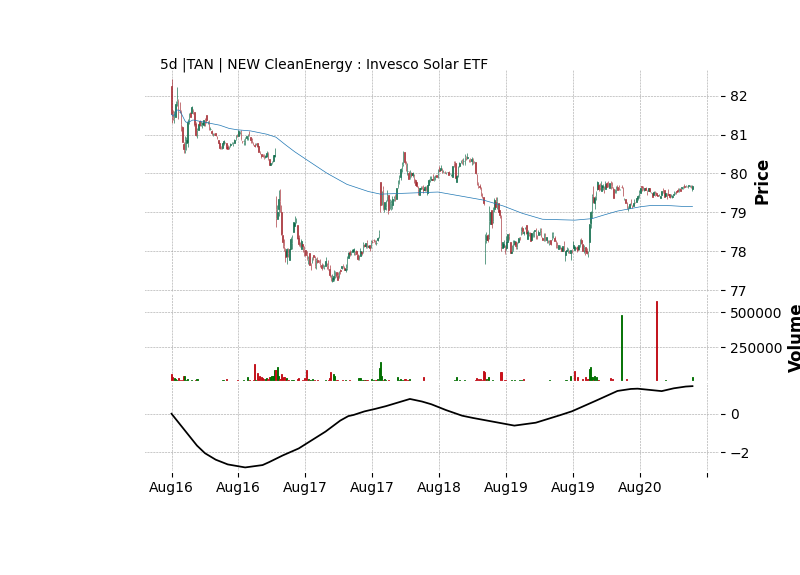 5d |TAN | NEW CleanEnergy : Invesco Solar ETF
82
81
80
79
78
77
Price
500000
250000
Volume
0
−2
Aug16
Aug16
Aug17
Aug17
Aug18
Aug19
Aug19
Aug20